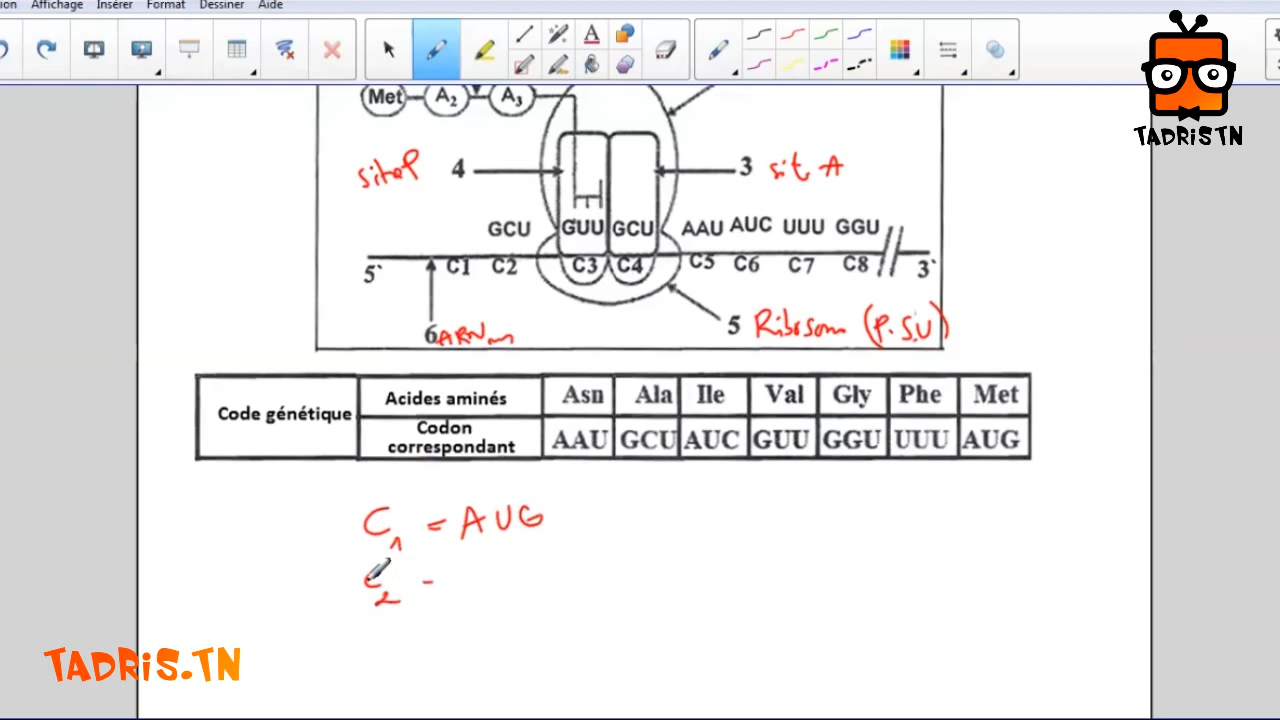 ion Affichage Insérer Format Dessiner Aide
TADRiSTN
Met A2 A3
site P 4 3 sit A
GCU GUU GCU AAU AUC UUU GGU
5` C1 C2 C3 C4 C5 C6 C7 C8 3`
6 ARNm 5 Ribosom (p.S.U)
Code génétique Acides aminés Asn Ala Ile Val Gly Phe Met
Codon correspondant AAU GCU AUC GUU GGU UUU AUG
C1 = AUG
C2 -
TADRiS.TN